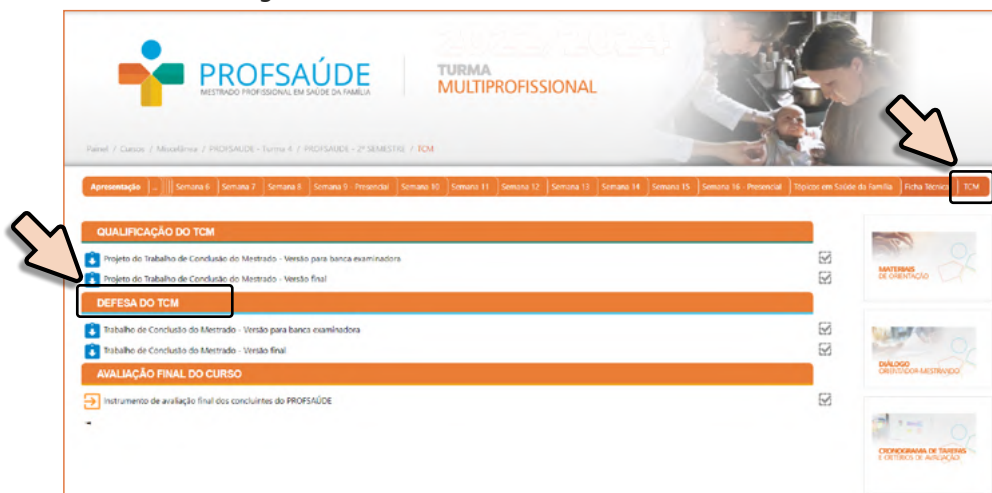 2022/2024
PROFSAÚDE
MESTRADO PROFISSIONAL EM SAÚDE DA FAMÍLIA
TURMA
MULTIPROFISSIONAL
Painel / Cursos / Miscelânea / PROFSAÚDE - Turma 4 / PROFSAÚDE - 2º SEMESTRE / TCM
Apresentação ... Semana 6 Semana 7 Semana 8 Semana 9 - Presencial Semana 10 Semana 11 Semana 12 Semana 13 Semana 14 Semana 15 Semana 16 - Presencial Tópicos em Saúde da Família Ficha Técnica TCM
QUALIFICAÇÃO DO TCM
Projeto do Trabalho de Conclusão do Mestrado - Versão para banca examinadora
Projeto do Trabalho de Conclusão do Mestrado - Versão final
DEFESA DO TCM
Trabalho de Conclusão do Mestrado - Versão para banca examinadora
Trabalho de Conclusão do Mestrado - Versão final
AVALIAÇÃO FINAL DO CURSO
Instrumento de avaliação final dos concluintes do PROFSAÚDE
MATERIAIS
DE ORIENTAÇÃO
DIÁLOGO
ORIENTADOR-MESTRANDO
CRONOGRAMA DE TAREFAS
E CRITÉRIOS DE AVALIAÇÃO